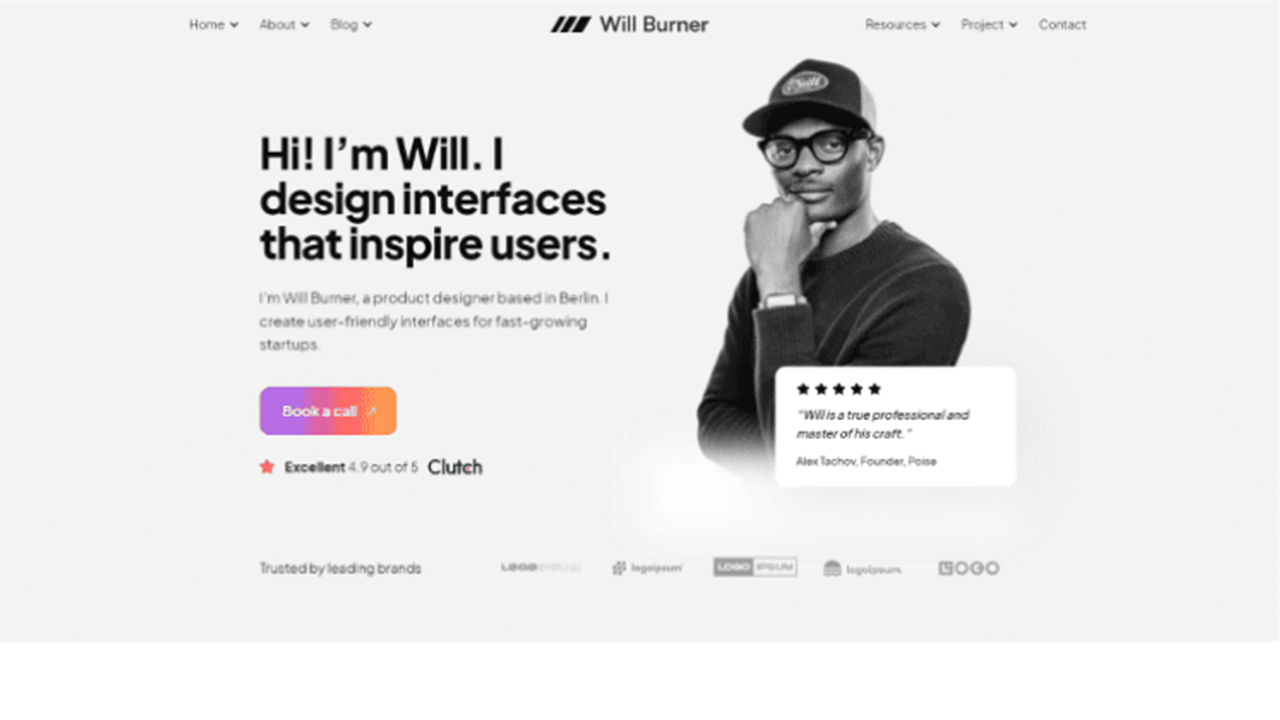 Home
About
Blog
Will Burner
Resources
Project
Contact
Hi! I’m Will. I
design interfaces
that inspire users.
I'm Will Burner, a product designer based in Berlin. I
create user-friendly interfaces for fast-growing
startups.
Book a call
Excellent 4.9 out of 5 Clutch
“Will is a true professional and
master of his craft.”
Alex Tachov, Founder, Poise
Trusted by leading brands
logoipsum
LOGO IPSUM
logoipsum
LOGO